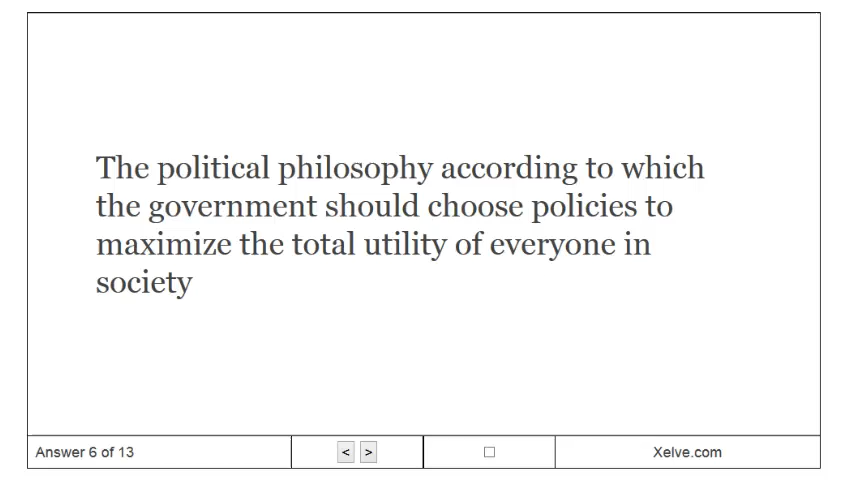 The political philosophy according to which
the government should choose policies to
maximize the total utility of everyone in
society
Answer 6 of 13
< >
Xelve.com